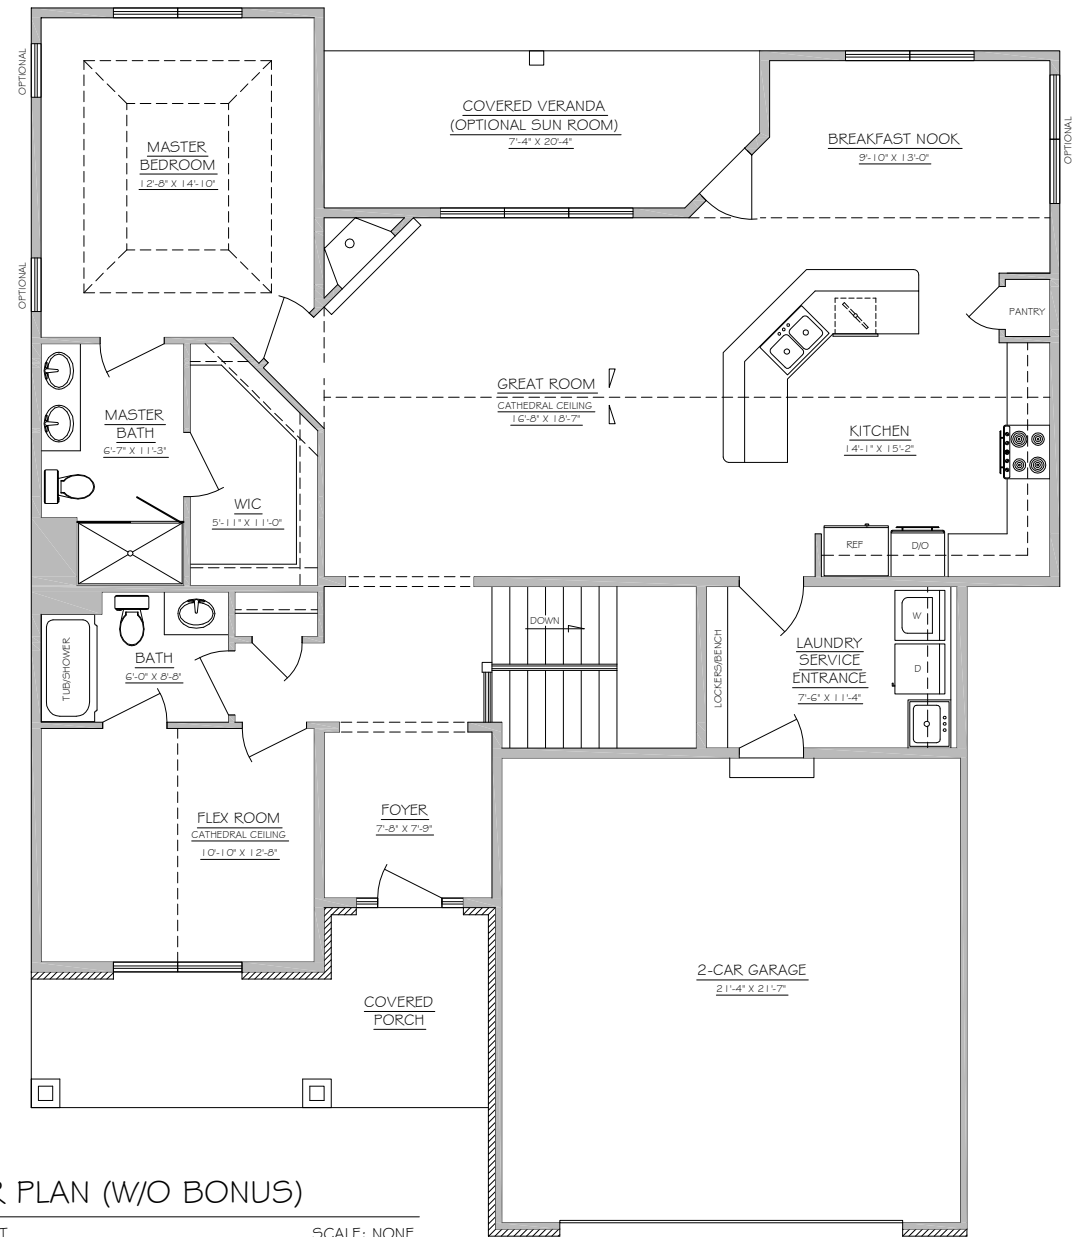 OPTIONAL
COVERED VERANDA
(OPTIONAL SUN ROOM)
7'-4" X 20'-4"
BREAKFAST NOOK
9'-10" X 13'-0"
OPTIONAL
MASTER
BEDROOM
12'-8" X 14'-10"
OPTIONAL
PANTRY
GREAT ROOM
CATHEDRAL CEILING
16'-8" X 18'-7"
MASTER
BATH
6'-7" X 11'-3"
KITCHEN
14'-1" X 15'-2"
WIC
5'-11" X 11'-0"
REF
D/O
DOWN
W
LOCKERS/BENCH
LAUNDRY
SERVICE
ENTRANCE
7'-6" X 11'-4"
D
TUB/SHOWER
BATH
6'-0" X 8'-8"
FLEX ROOM
CATHEDRAL CEILING
10'-10" X 12'-8"
FOYER
7'-8" X 7'-9"
2-CAR GARAGE
21'-4" X 21'-7"
COVERED
PORCH
R PLAN (W/O BONUS)
T SCALE: NONE